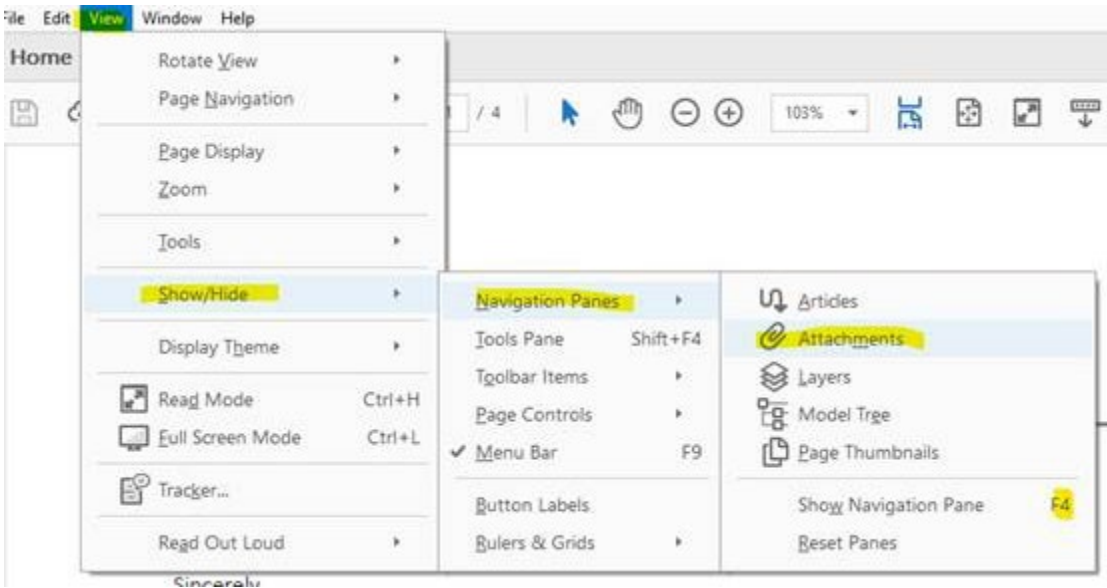 File Edit View Window Help
Home
/ 4 103%
Rotate View
Page Navigation
Page Display
Zoom
Tools
Show/Hide
Display Theme
Read Mode Ctrl+H
Full Screen Mode Ctrl+L
Tracker...
Read Out Loud
Navigation Panes
Tools Pane Shift+F4
Toolbar Items
Page Controls
✓ Menu Bar F9
Button Labels
Rulers & Grids
Articles
Attachments
Layers
Model Tree
Page Thumbnails
Show Navigation Pane F4
Reset Panes
Sincerely